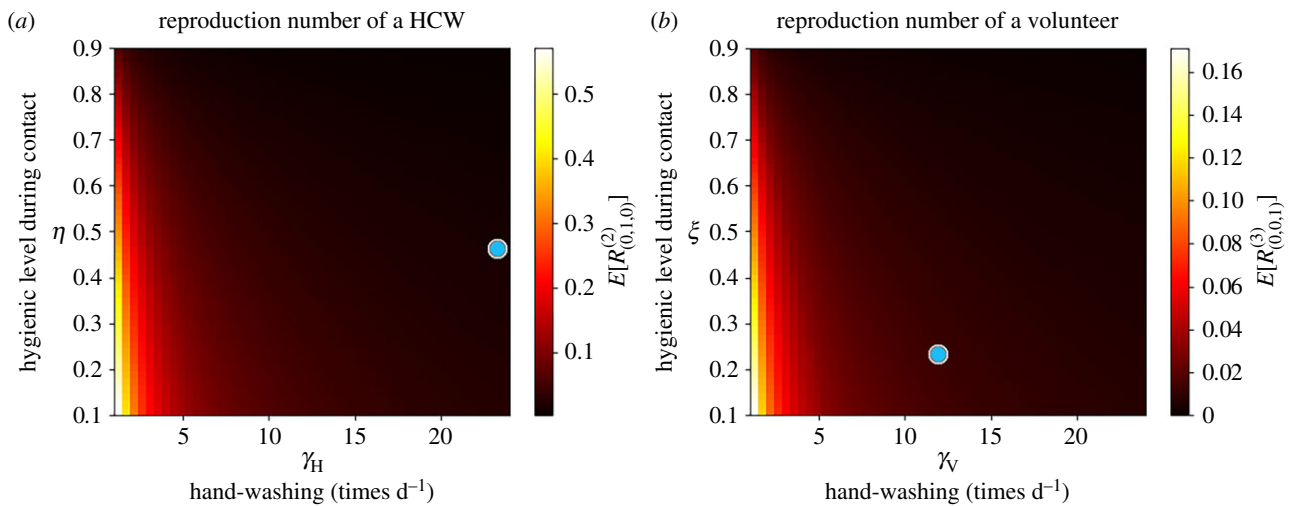 (a) reproduction number of a HCW
0.9
0.8
0.7
0.6
0.5
0.4
0.3
0.2
0.1
hygienic level during contact
η
5 10 15 20
γH
hand-washing (times d–1)
0.5
0.4
0.3
0.2
0.1
E[R(2)(0,1,0)]
(b) reproduction number of a volunteer
0.9
0.8
0.7
0.6
0.5
0.4
0.3
0.2
0.1
hygienic level during contact
ξ
5 10 15 20
γV
hand-washing (times d–1)
0.16
0.14
0.12
0.10
0.08
0.06
0.04
0.02
0
E[R(3)(0,0,1)]